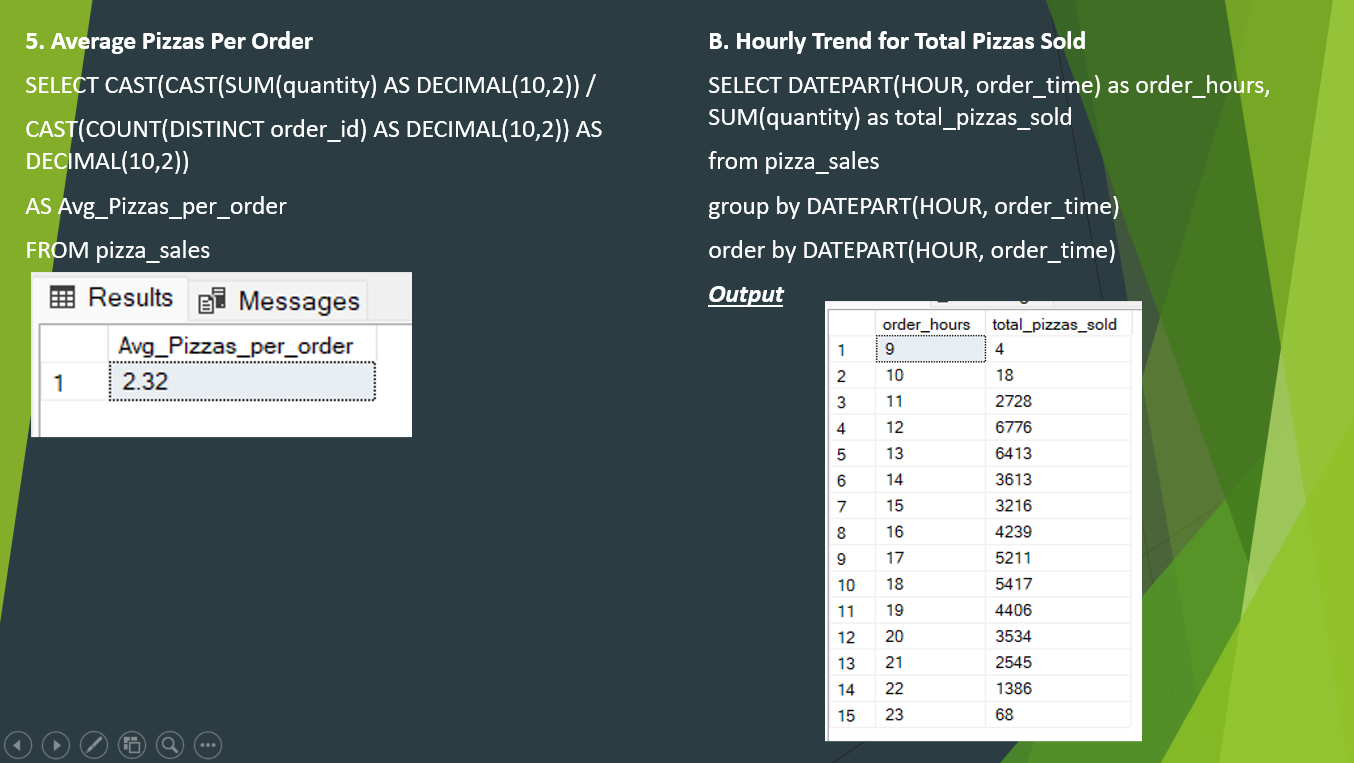 5. Average Pizzas Per Order
SELECT CAST(CAST(SUM(quantity) AS DECIMAL(10,2)) /
CAST(COUNT(DISTINCT order_id) AS DECIMAL(10,2)) AS
DECIMAL(10,2))
AS Avg_Pizzas_per_order
FROM pizza_sales
Results Messages
Avg_Pizzas_per_order
1 2.32
B. Hourly Trend for Total Pizzas Sold
SELECT DATEPART(HOUR, order_time) as order_hours,
SUM(quantity) as total_pizzas_sold
from pizza_sales
group by DATEPART(HOUR, order_time)
order by DATEPART(HOUR, order_time)
Output
order_hours total_pizzas_sold
1 9 4
2 10 18
3 11 2728
4 12 6776
5 13 6413
6 14 3613
7 15 3216
8 16 4239
9 17 5211
10 18 5417
11 19 4406
12 20 3534
13 21 2545
14 22 1386
15 23 68